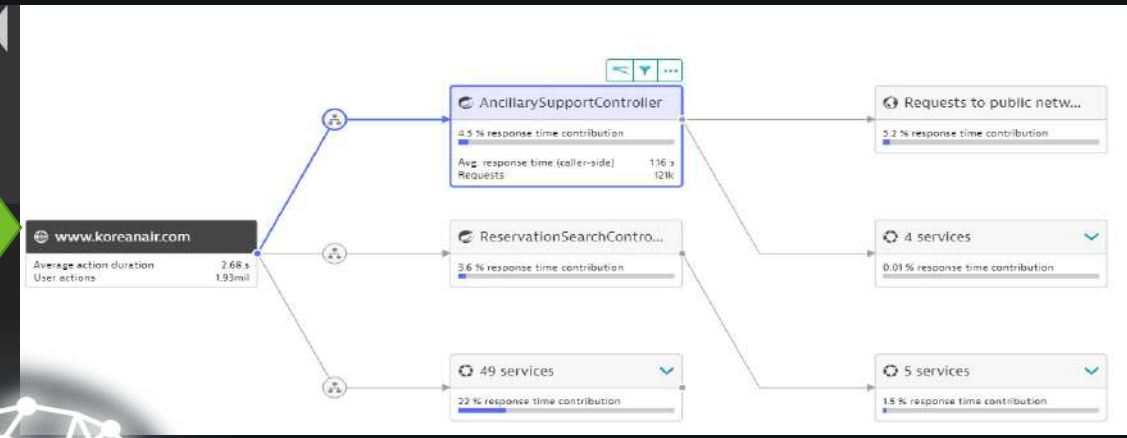 AncillarySupportController
4.5 % response time contribution
Avg. response time (caller-side) 1.16 s
Requests 121k
Requests to public netw...
3.2 % response time contribution
www.koreanair.com
Average action duration 2.68 s
User actions 1.93mil
ReservationSearchContro...
3.6 % response time contribution
4 services
0.01 % response time contribution
49 services
22 % response time contribution
5 services
1.5 % response time contribution